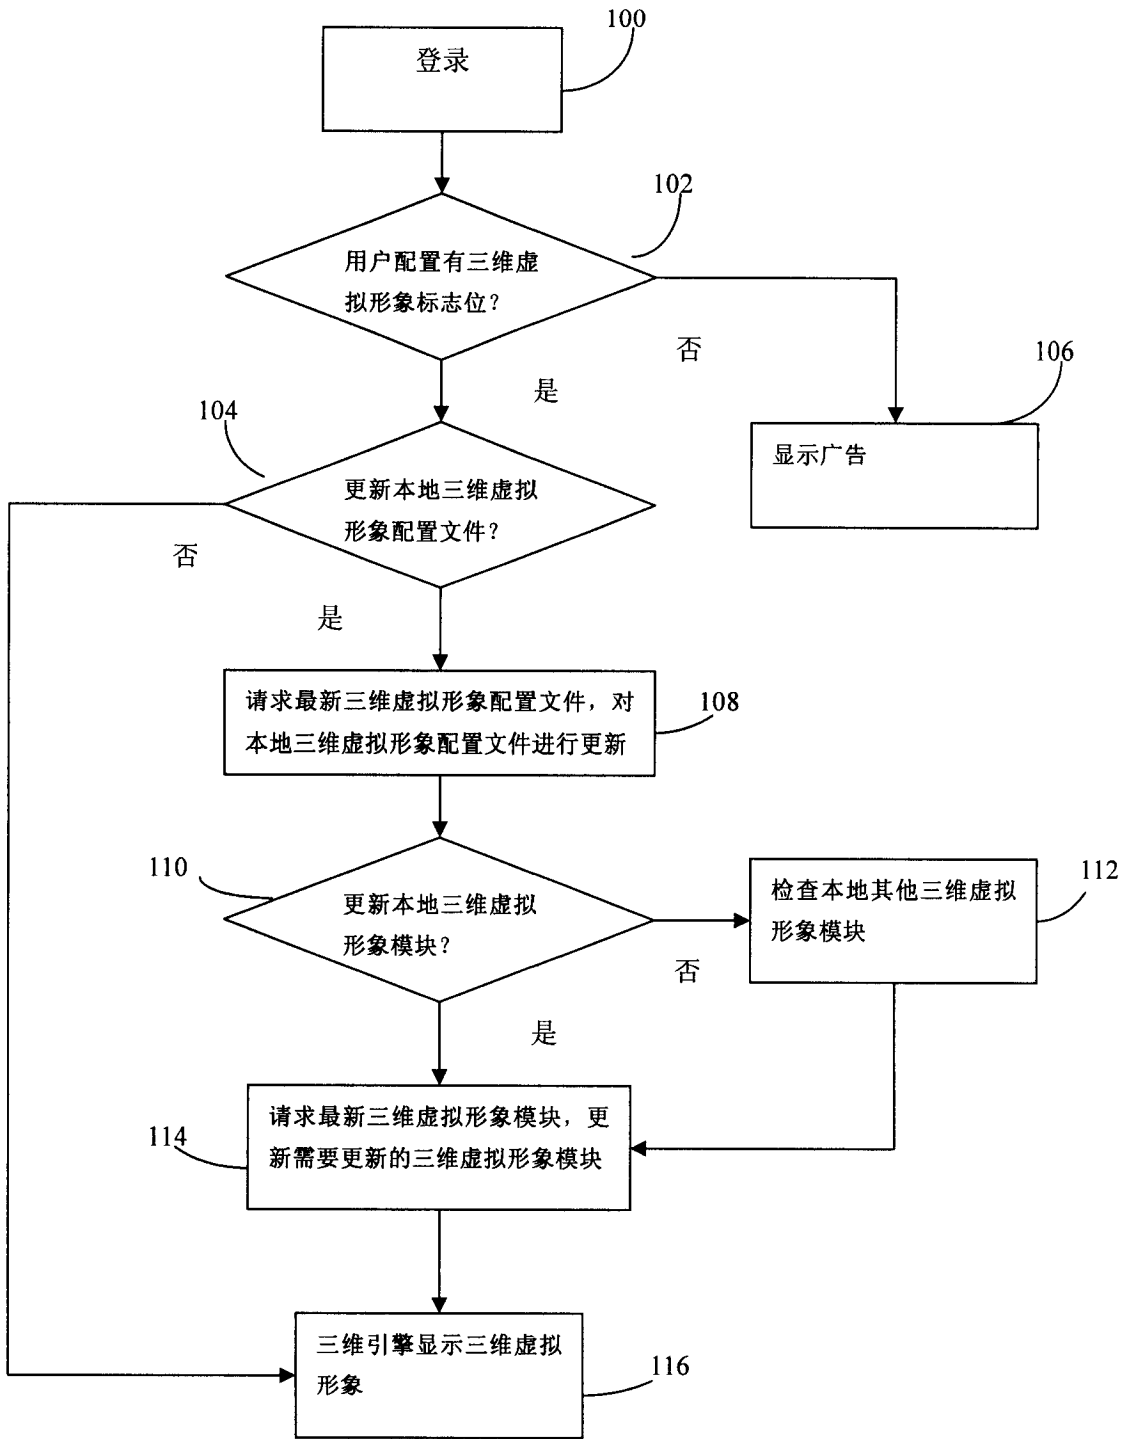 100
登录
102
用户配置有三维虚
拟形象标志位？
否
是
106
显示广告
104
更新本地三维虚拟
形象配置文件？
否
是
请求最新三维虚拟形象配置文件，对
本地三维虚拟形象配置文件进行更新
108
110
更新本地三维虚拟
形象模块？
否
是
检查本地其他三维虚拟
形象模块
112
114
请求最新三维虚拟形象模块，更
新需要更新的三维虚拟形象模块
三维引擎显示三维虚拟
形象
116